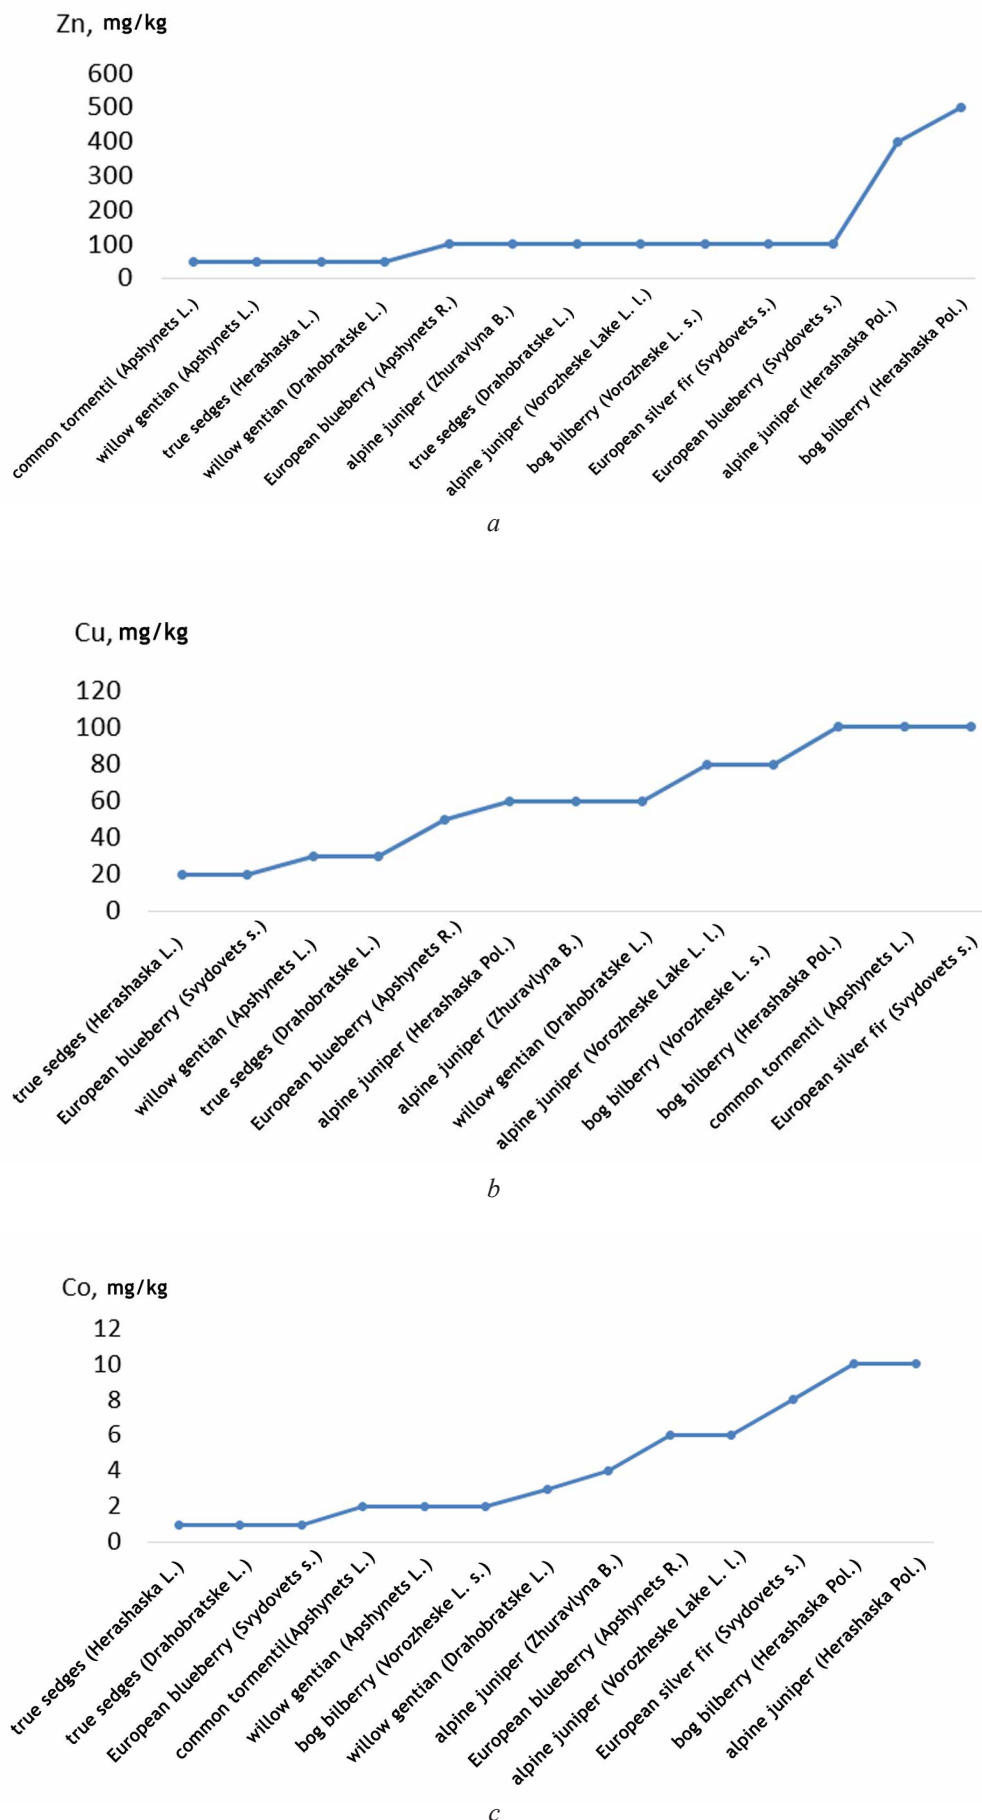 Zn, mg/kg
600
500
400
300
200
100
0
common tormentil (Apshynets L.)
willow gentian (Apshynets L.)
true sedges (Herashaska L.)
willow gentian (Drahobratske L.)
European blueberry (Apshynets R.)
alpine juniper (Zhuravlyna B.)
true sedges (Drahobratske L.)
alpine juniper (Vorozheske Lake L. l.)
bog bilberry (Vorozheske L. s.)
European silver fir (Svydovets s.)
European blueberry (Svydovets s.)
alpine juniper (Herashaska Pol.)
bog bilberry (Herashaska Pol.)
a
Cu, mg/kg
120
100
80
60
40
20
0
true sedges (Herashaska L.)
European blueberry (Svydovets s.)
willow gentian (Apshynets L.)
true sedges (Drahobratske L.)
European blueberry (Apshynets R.)
alpine juniper (Herashaska Pol.)
alpine juniper (Zhuravlyna B.)
willow gentian (Drahobratske L.)
alpine juniper (Vorozheske Lake L. l.)
bog bilberry (Vorozheske L. s.)
bog bilberry (Herashaska Pol.)
common tormentil (Apshynets L.)
European silver fir (Svydovets s.)
b
Co, mg/kg
12
10
8
6
4
2
0
true sedges (Herashaska L.)
true sedges (Drahobratske L.)
European blueberry (Svydovets s.)
common tormentil(Apshynets L.)
willow gentian (Apshynets L.)
bog bilberry (Vorozheske L. s.)
willow gentian (Drahobratske L.)
alpine juniper (Zhuravlyna B.)
European blueberry (Apshynets R.)
alpine juniper (Vorozheske Lake L. l.)
European silver fir (Svydovets s.)
bog bilberry (Herashaska Pol.)
alpine juniper (Herashaska Pol.)
c